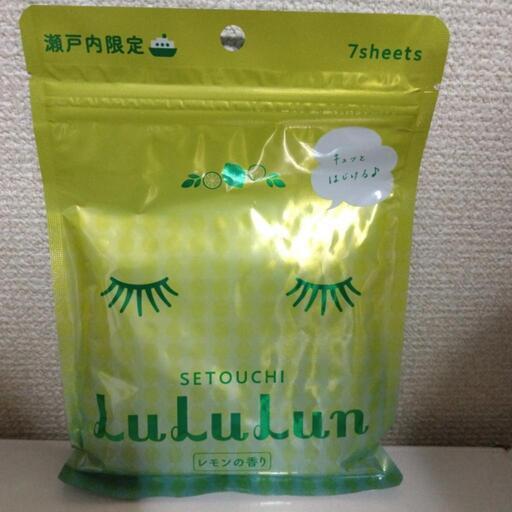 瀬戸内限定
7sheets
キュッと
はじける♪
SETOUCHI
LuLuLun
レモンの香り